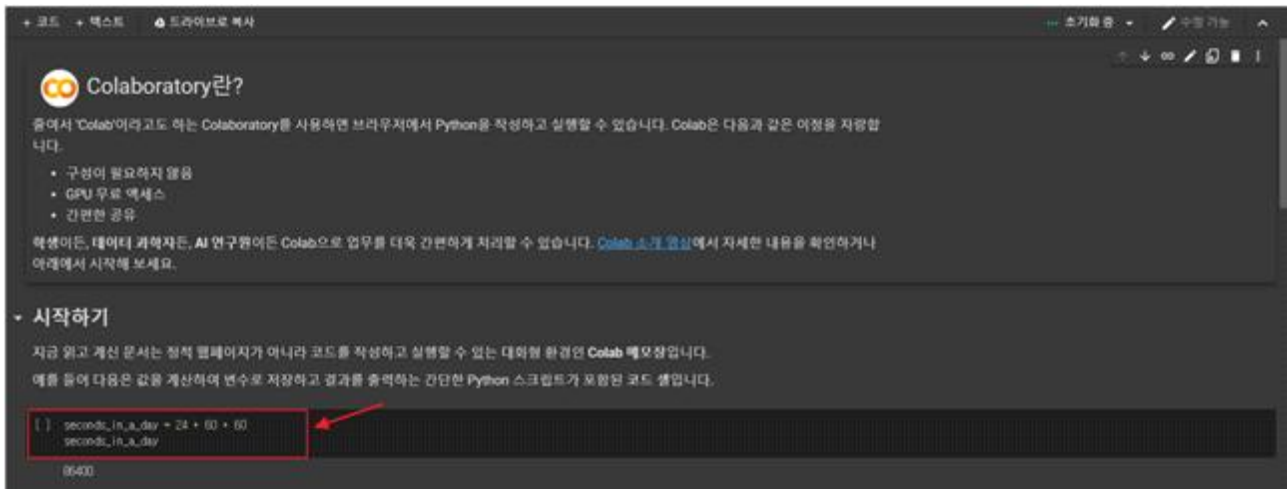 + 코드 + 텍스트 드라이브로 복사
초기화 중 수정 가능
CO Colaboratory란?
줄여서 'Colab'이라고도 하는 Colaboratory를 사용하면 브라우저에서 Python을 작성하고 실행할 수 있습니다. Colab은 다음과 같은 이점을 자랑합
니다.
• 구성이 필요하지 않음
• GPU 무료 액세스
• 간편한 공유
학생이든, 데이터 과학자든, AI 연구원이든 Colab으로 업무를 더욱 간편하게 처리할 수 있습니다. Colab 소개 영상에서 자세한 내용을 확인하거나
아래에서 시작해 보세요.
시작하기
지금 읽고 계신 문서는 정적 웹페이지가 아니라 코드를 작성하고 실행할 수 있는 대화형 환경인 Colab 메모장입니다.
예를 들어 다음은 값을 계산하여 변수로 저장하고 결과를 출력하는 간단한 Python 스크립트가 포함된 코드 셀입니다.
[ ] seconds_in_a_day = 24 * 60 * 60
seconds_in_a_day
86400